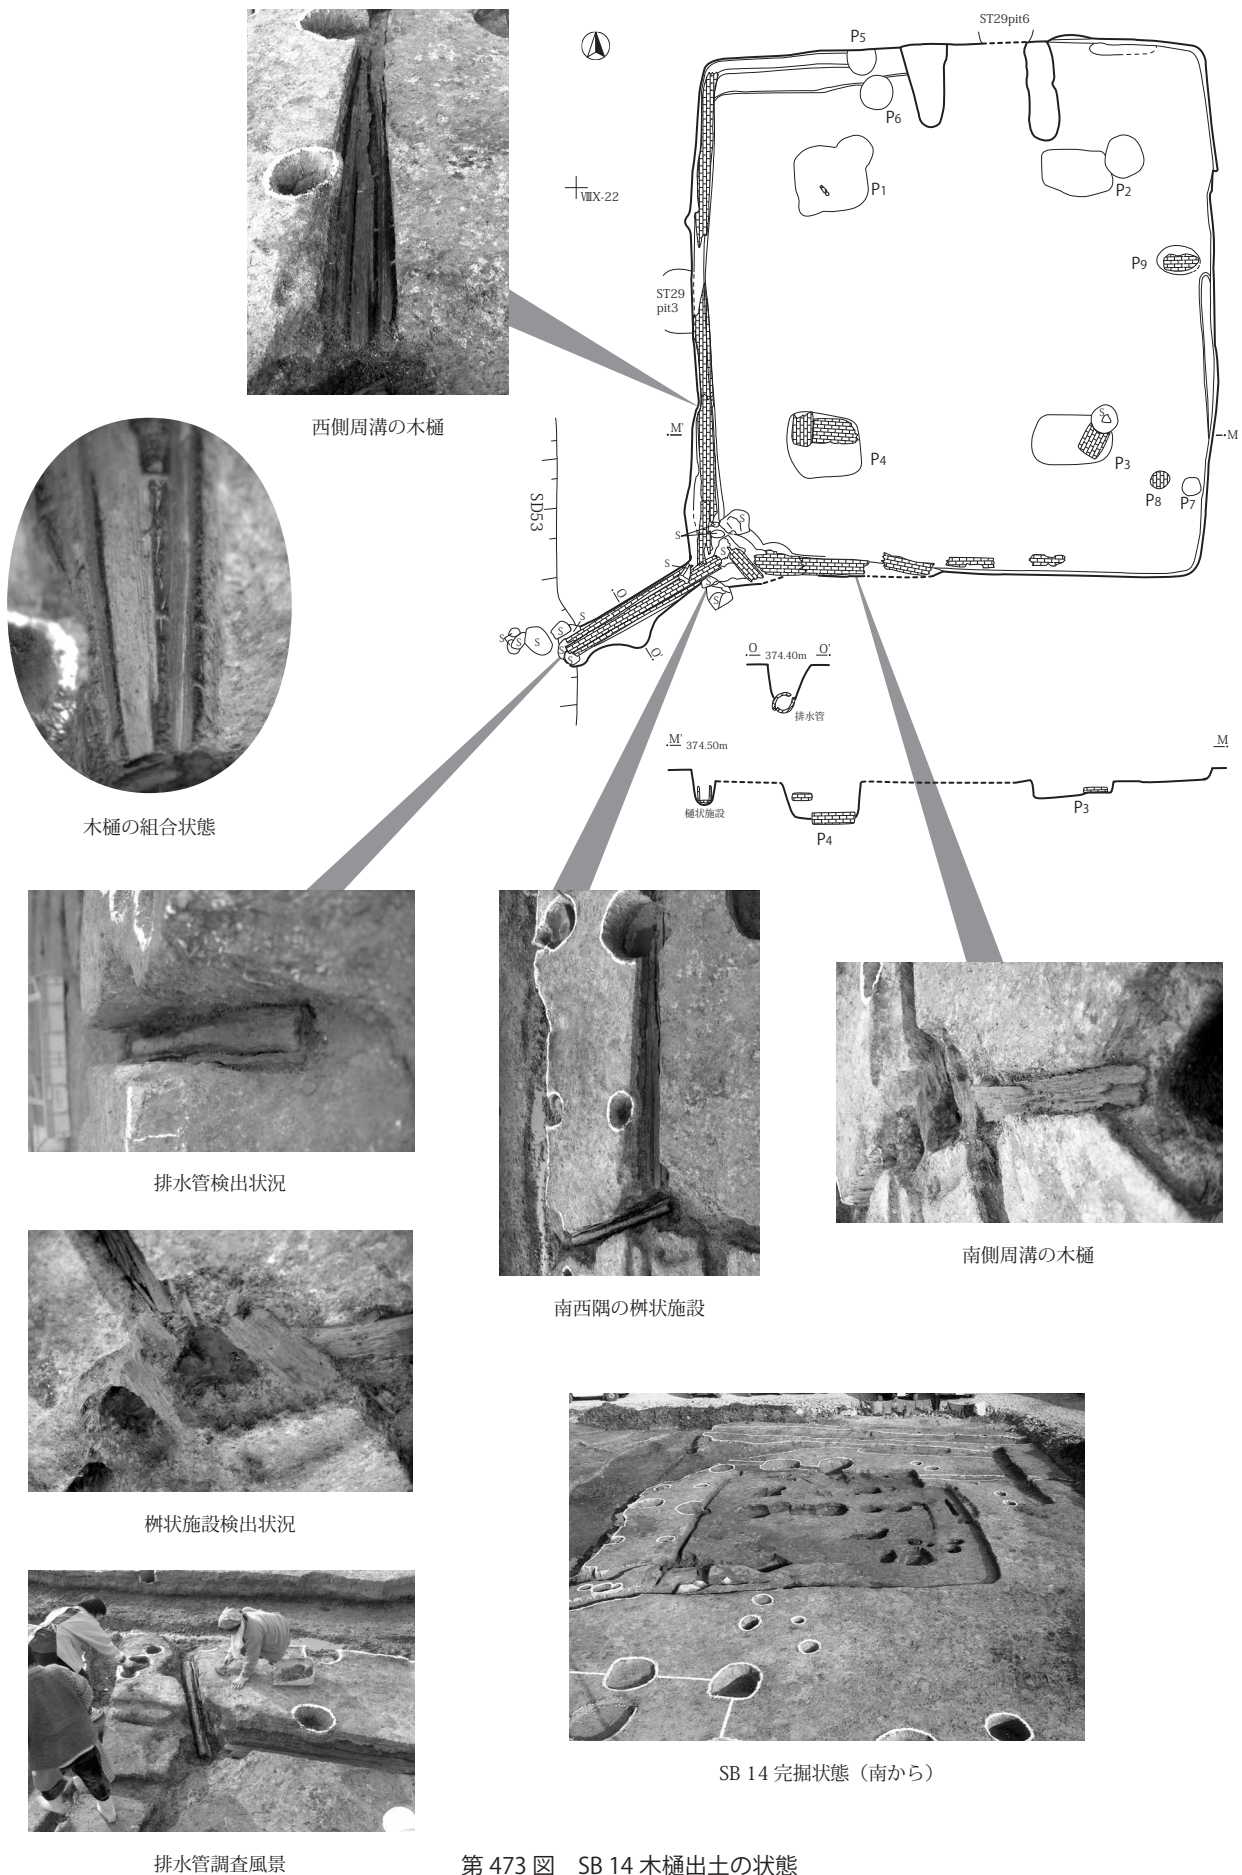 ST29pit6
P5
P6
ⅧX-22
P1
P2
P9
ST29
pit3
西側周溝の木樋
M'
M
S
P4
P3
P8
P7
SD53
S
S
S
S
S
O
O'
S
S
S
S
S
S
S
O 374.40m O'
排水管
M' 374.50m
M
樋状施設
P4
P3
木樋の組合状態
排水管検出状況
南側周溝の木樋
南西隅の桝状施設
桝状施設検出状況
SB 14 完掘状態（南から）
排水管調査風景
第 473 図 SB 14 木樋出土の状態